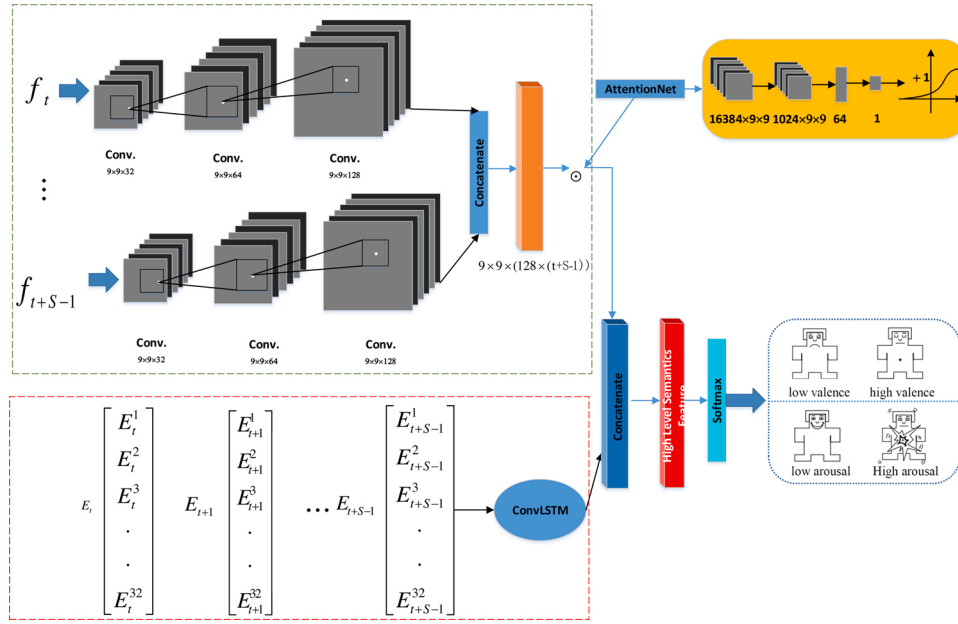 f_t
Conv.
9×9×32
Conv.
9×9×64
Conv.
9×9×128
Concatenate
9×9×(128×(t+S-1))
⊙
AttentionNet
16384×9×9
1024×9×9
64
1
+1
f_{t+S-1}
Conv.
9×9×32
Conv.
9×9×64
Conv.
9×9×128
E_t
E_t^1
E_t^2
E_t^3
.
.
E_t^{32}
E_{t+1}
E_{t+1}^1
E_{t+1}^2
E_{t+1}^3
.
.
E_{t+1}^{32}
••• E_{t+S-1}
E_{t+S-1}^1
E_{t+S-1}^2
E_{t+S-1}^3
.
.
E_{t+S-1}^{32}
ConvLSTM
Concatenate
High Level Semantics
Feature
Softmax
low valence
high valence
low arousal
High arousal